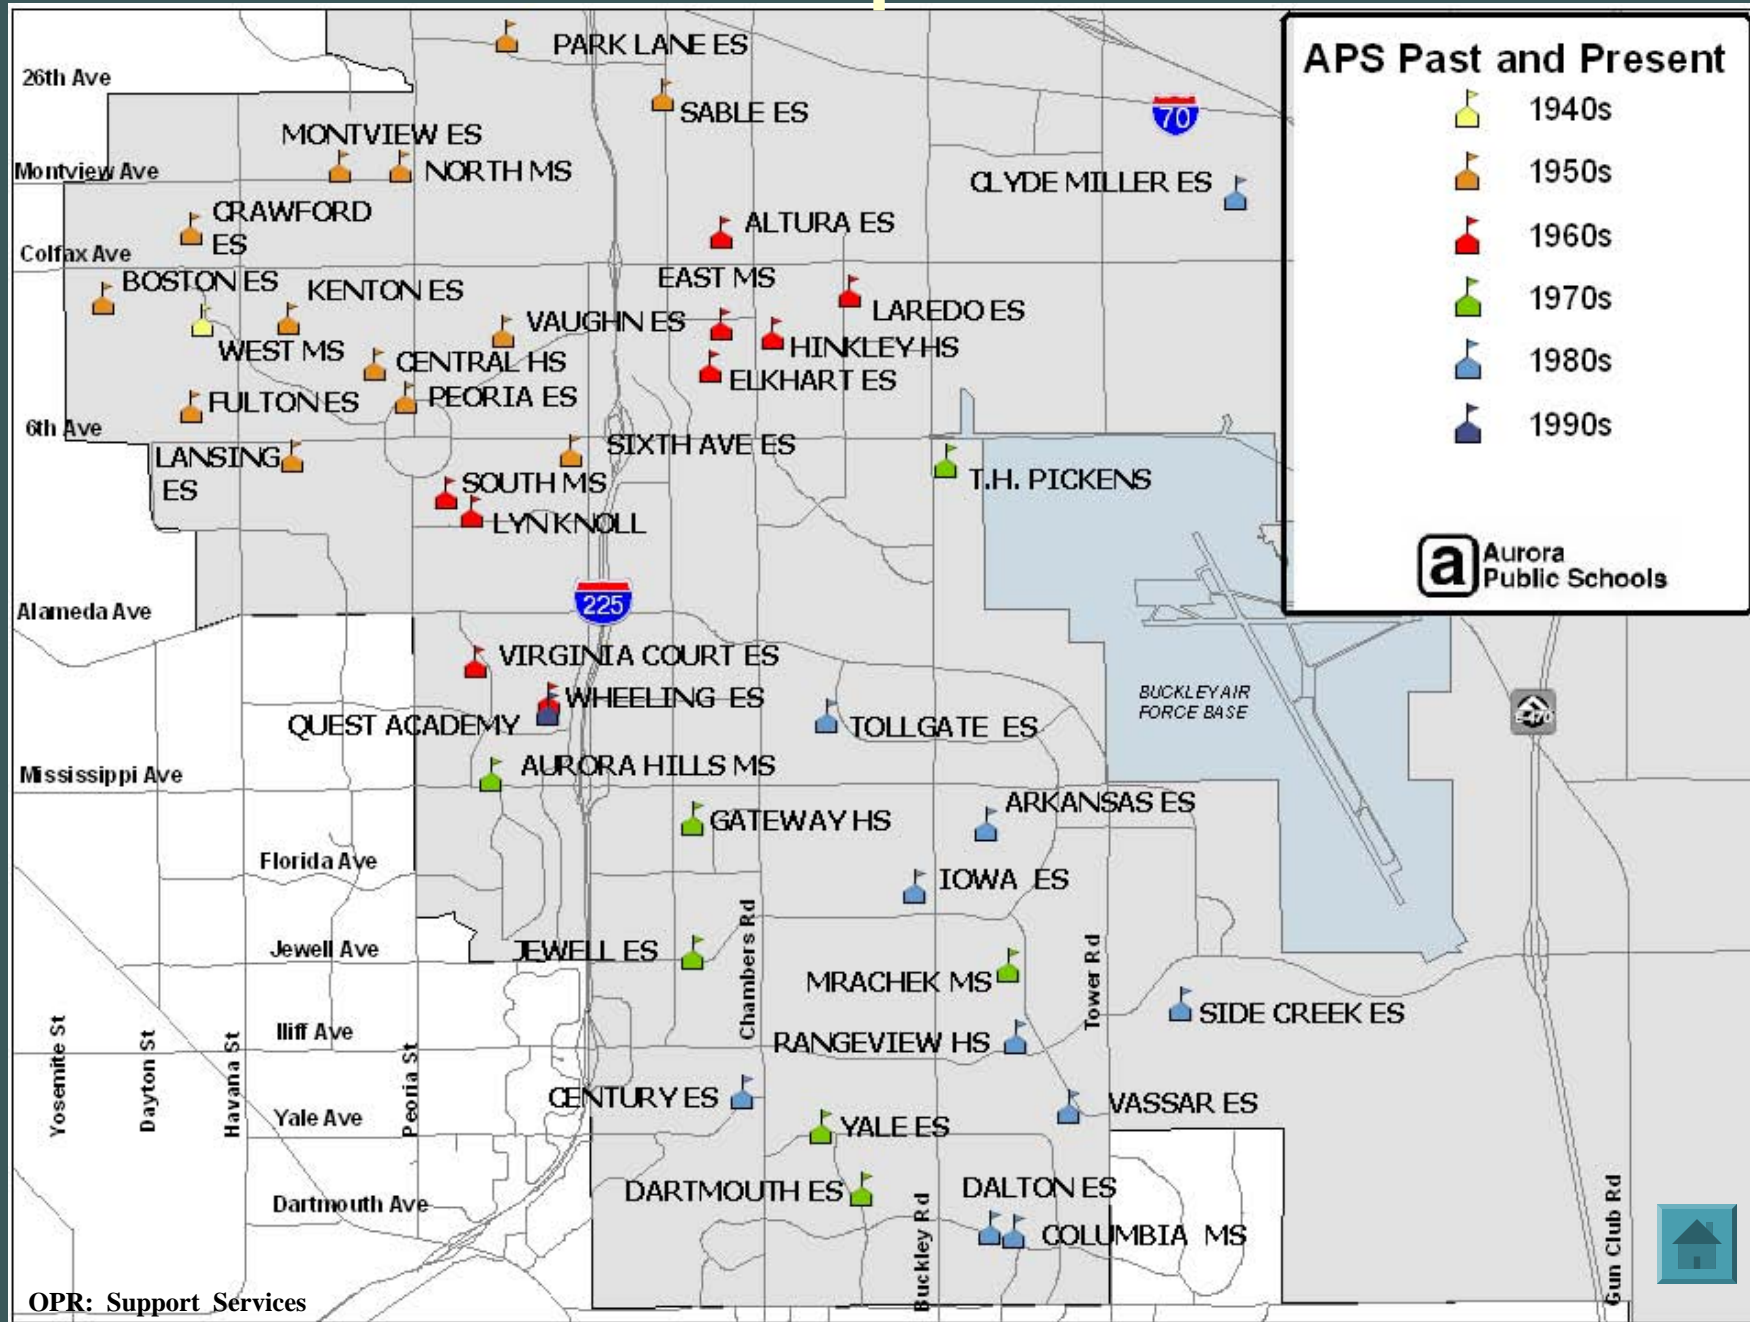 PARK LANE ES
26th Ave
SABLE ES
70
MONTVIEW ES
Montview Ave
NORTH MS
CLYDE MILLER ES
CRAWFORD
ES
ALTURA ES
Colfax Ave
BOSTON ES
KENTON ES
EAST MS
LAREDO ES
VAUGHN ES
WEST MS
CENTRAL HS
HINKLEY HS
ELKHART ES
FULTON ES
PEORIA ES
6th Ave
LANSING
ES
SIXTH AVE ES
SOUTH MS
T.H. PICKENS
LYN KNOLL
225
Alameda Ave
VIRGINIA COURT ES
WHEELING ES
QUEST ACADEMY
TOLLGATE ES
BUCKLEY AIR
FORCE BASE
E-470
AURORA HILLS MS
Mississippi Ave
ARKANSAS ES
GATEWAY HS
Florida Ave
IOWA ES
Jewell Ave
JEWELL ES
Chambers Rd
MRACHEK MS
Tower Rd
SIDE CREEK ES
Iliff Ave
RANGEVIEW HS
Yosemite St
Dayton St
Havana St
Peoria St
CENTURY ES
VASSAR ES
Yale Ave
YALE ES
DARTMOUTH ES
DALTON ES
Dartmouth Ave
Buckley Rd
COLUMBIA MS
Gun Club Rd
OPR: Support Services
APS Past and Present
1940s
1950s
1960s
1970s
1980s
1990s
a
Aurora
Public Schools